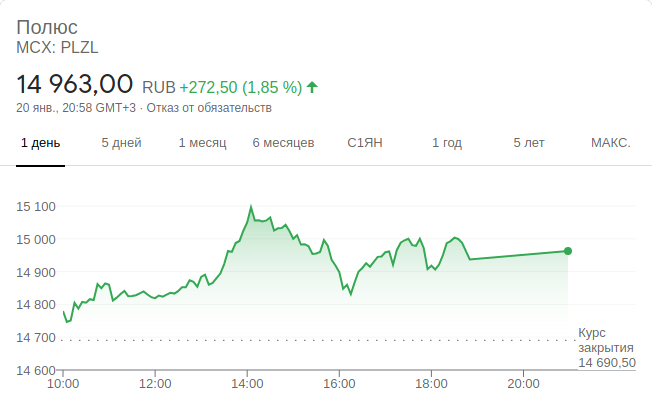 Полюс
MCX: PLZL
14 963,00 RUB +272,50 (1,85 %)
20 янв., 20:58 GMT+3 · Отказ от обязательств
1 день 5 дней 1 месяц 6 месяцев С1ЯН 1 год 5 лет МАКС.
15 100
15 000
14 900
14 800
14 700
14 600
Курс
закрытия
14 690,50
10:00 12:00 14:00 16:00 18:00 20:00